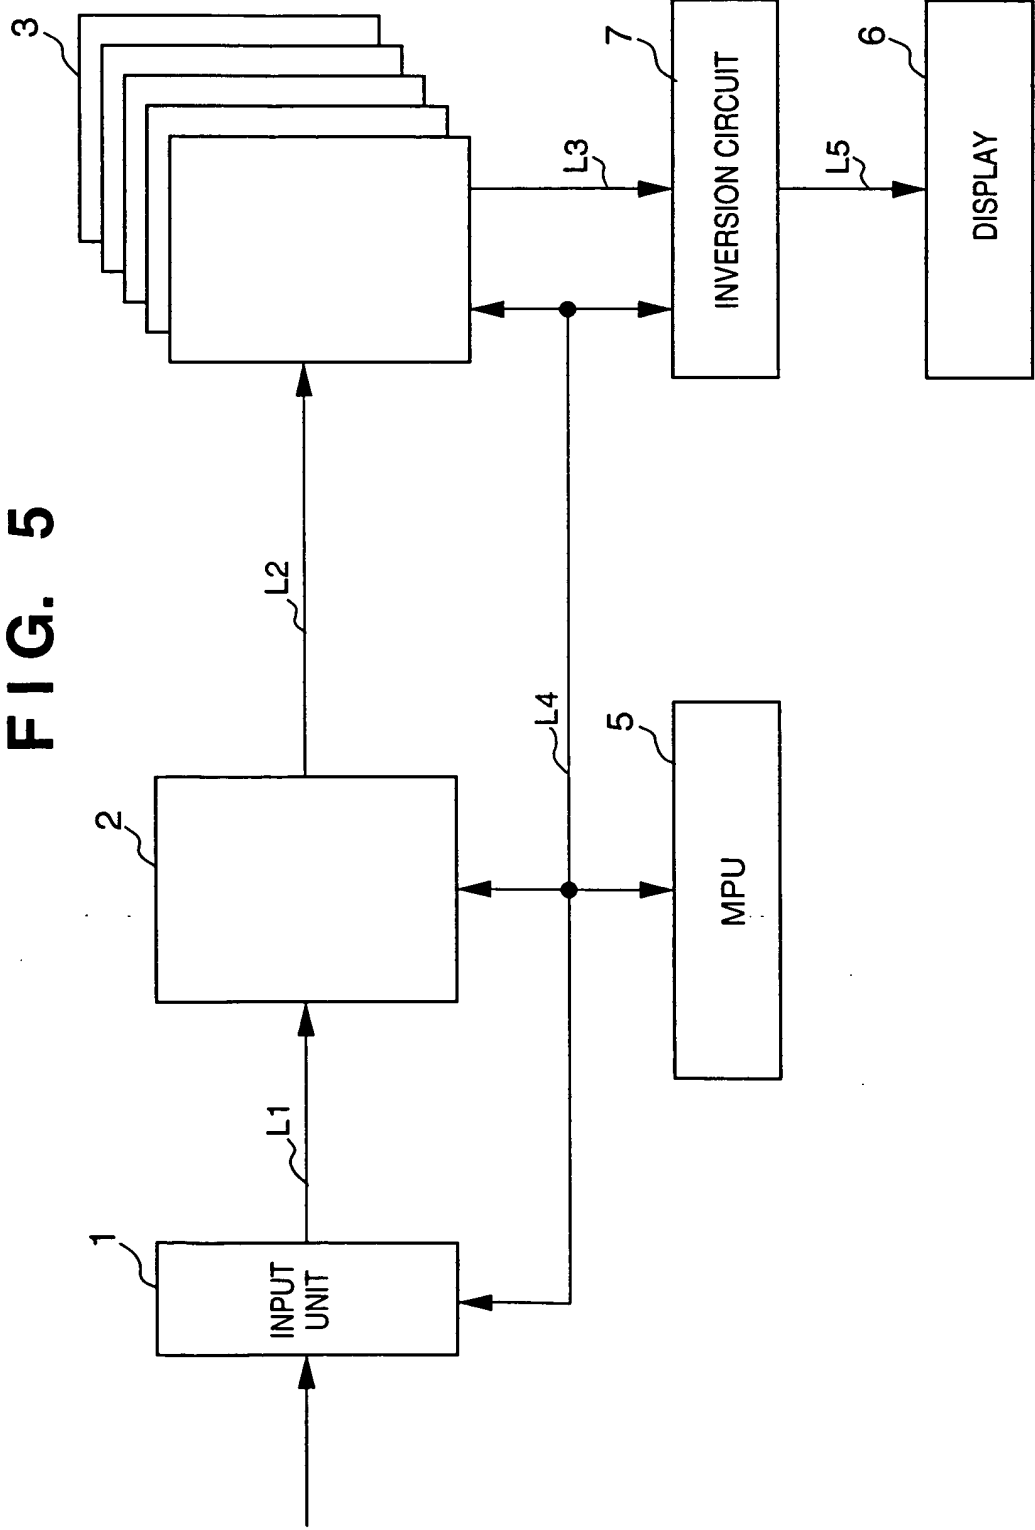 FIG. 5
1
INPUT
UNIT
L1
2
L2
3
L4
L3
5
MPU
7
INVERSION CIRCUIT
L5
6
DISPLAY